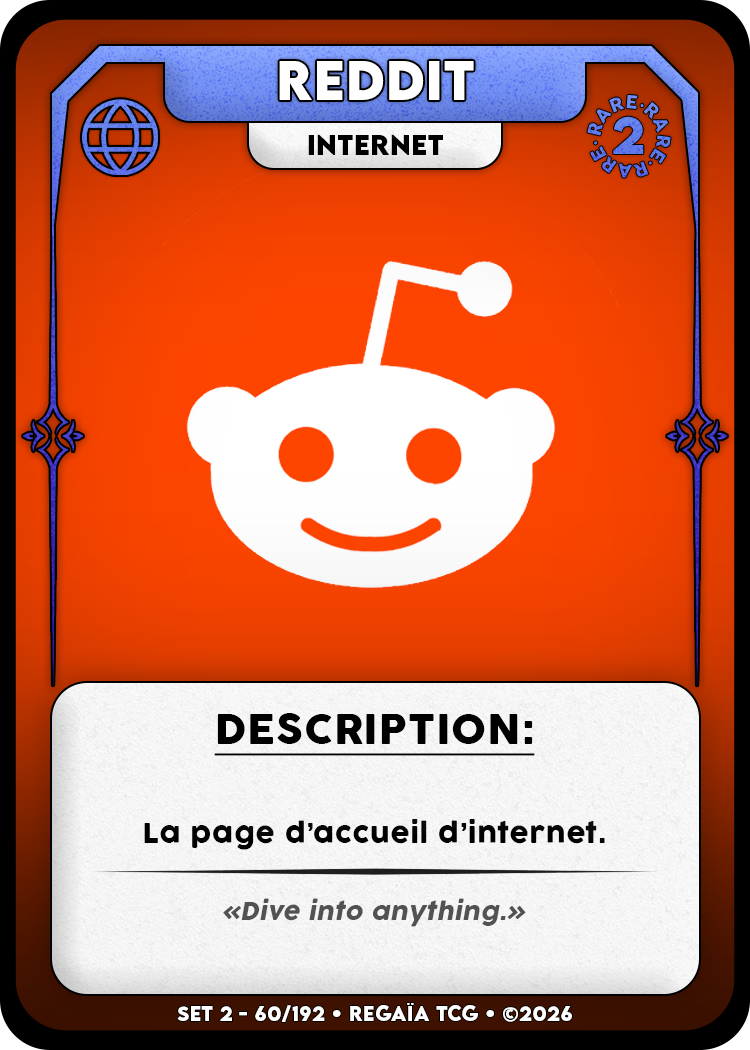 REDDIT
INTERNET
RARE·RARE·RARE·RARE·
2
DESCRIPTION:
La page d’accueil d’internet.
«Dive into anything.»
SET 2 - 60/192 • REGAÏA TCG • ©2026